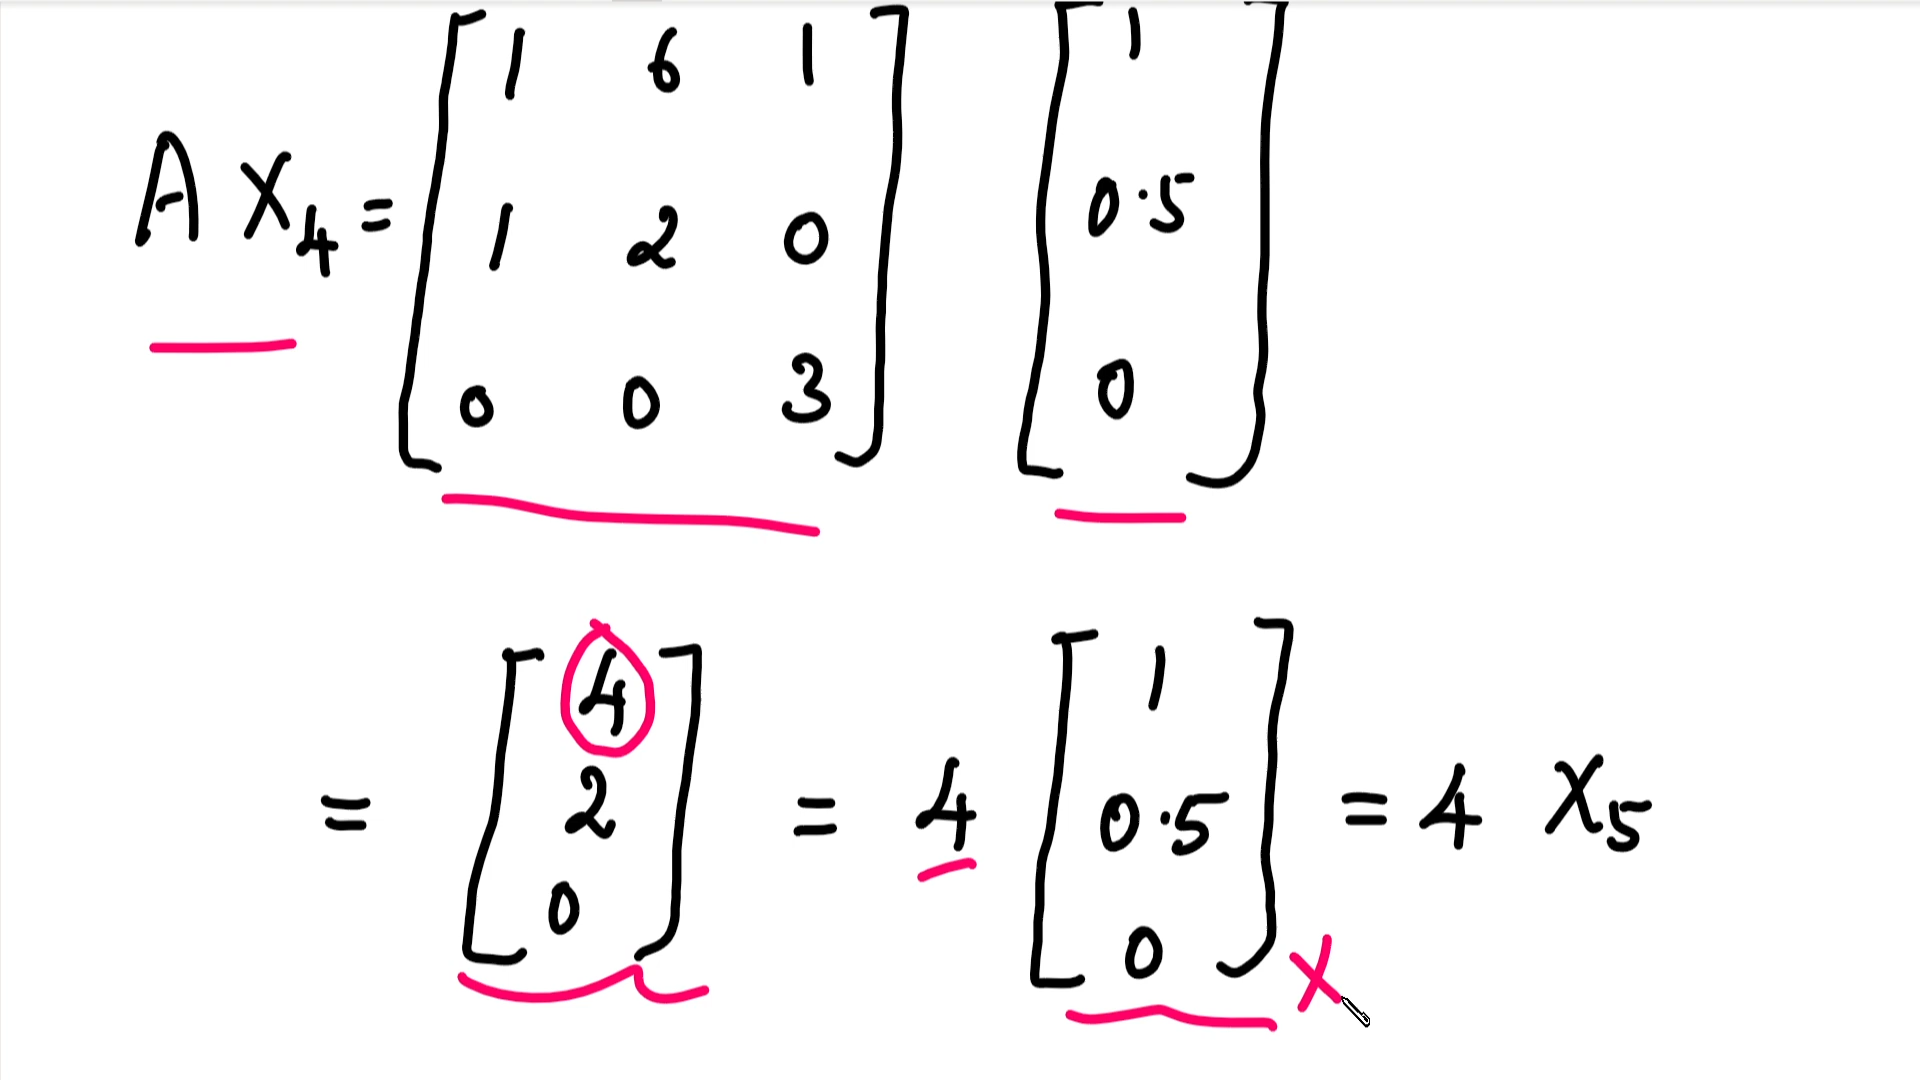 A X₄ = [ 1 6 1 ] [ 1 ]
[ 1 2 0 ] [ 0.5 ]
[ 0 0 3 ] [ 0 ]
= [ 4 ] = 4 [ 1 ] = 4 X₅
[ 2 ] [ 0.5 ]
[ 0 ] [ 0 ]
X